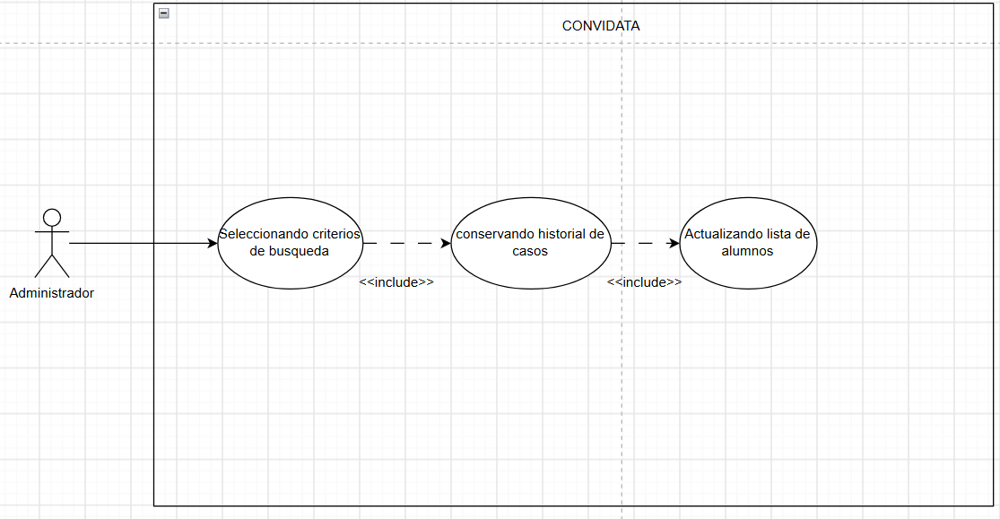 CONVIDATA
Seleccionando criterios
de busqueda
conservando historial de
casos
Actualizando lista de
alumnos
<<include>>
<<include>>
Administrador